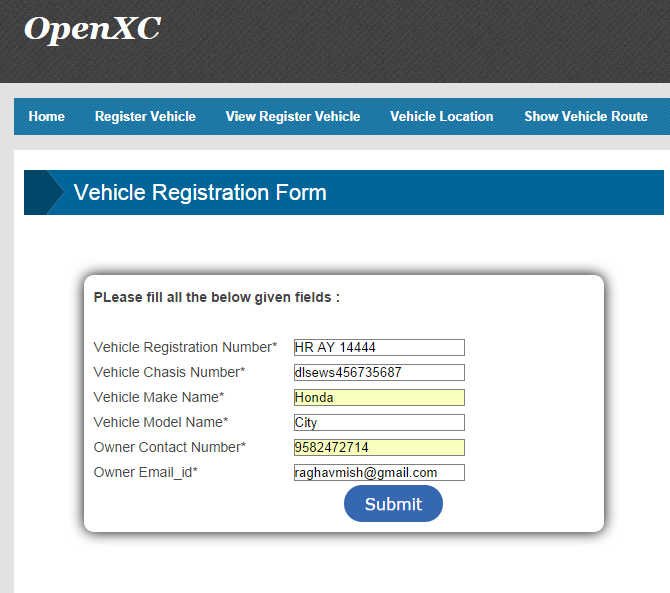 OpenXC
Home Register Vehicle View Register Vehicle Vehicle Location Show Vehicle Route
Vehicle Registration Form
PLease fill all the below given fields :
Vehicle Registration Number* HR AY 14444
Vehicle Chasis Number* dlsews456735687
Vehicle Make Name* Honda
Vehicle Model Name* City
Owner Contact Number* 9582472714
Owner Email_id* raghavmish@gmail.com
Submit